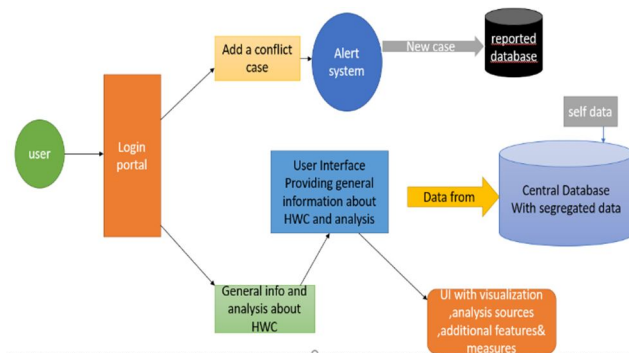 Add a conflict
case
Alert
system
New case
reported
database
user
Login
portal
self data
User Interface
Providing general
information about
HWC and analysis
Data from
Central Database
With segregated data
General info and
analysis about
HWC
UI with visualization
,analysis sources
,additional features&
measures